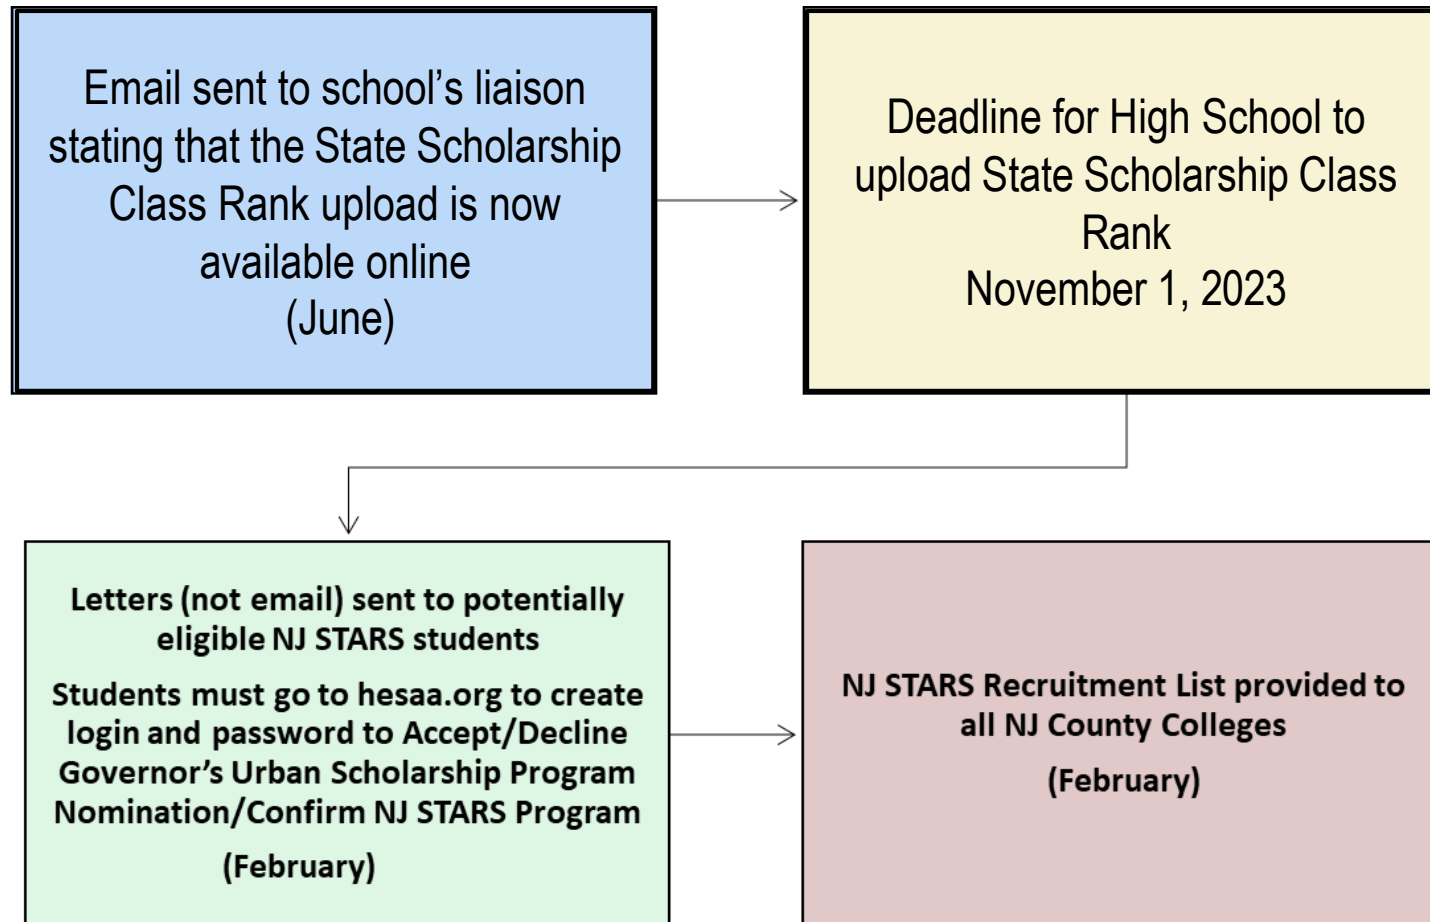 Email sent to school’s liaison
stating that the State Scholarship
Class Rank upload is now
available online
(June)
Deadline for High School to
upload State Scholarship Class
Rank
November 1, 2023
Letters (not email) sent to potentially
eligible NJ STARS students
Students must go to hesaa.org to create
login and password to Accept/Decline
Governor’s Urban Scholarship Program
Nomination/Confirm NJ STARS Program
(February)
NJ STARS Recruitment List provided to
all NJ County Colleges
(February)